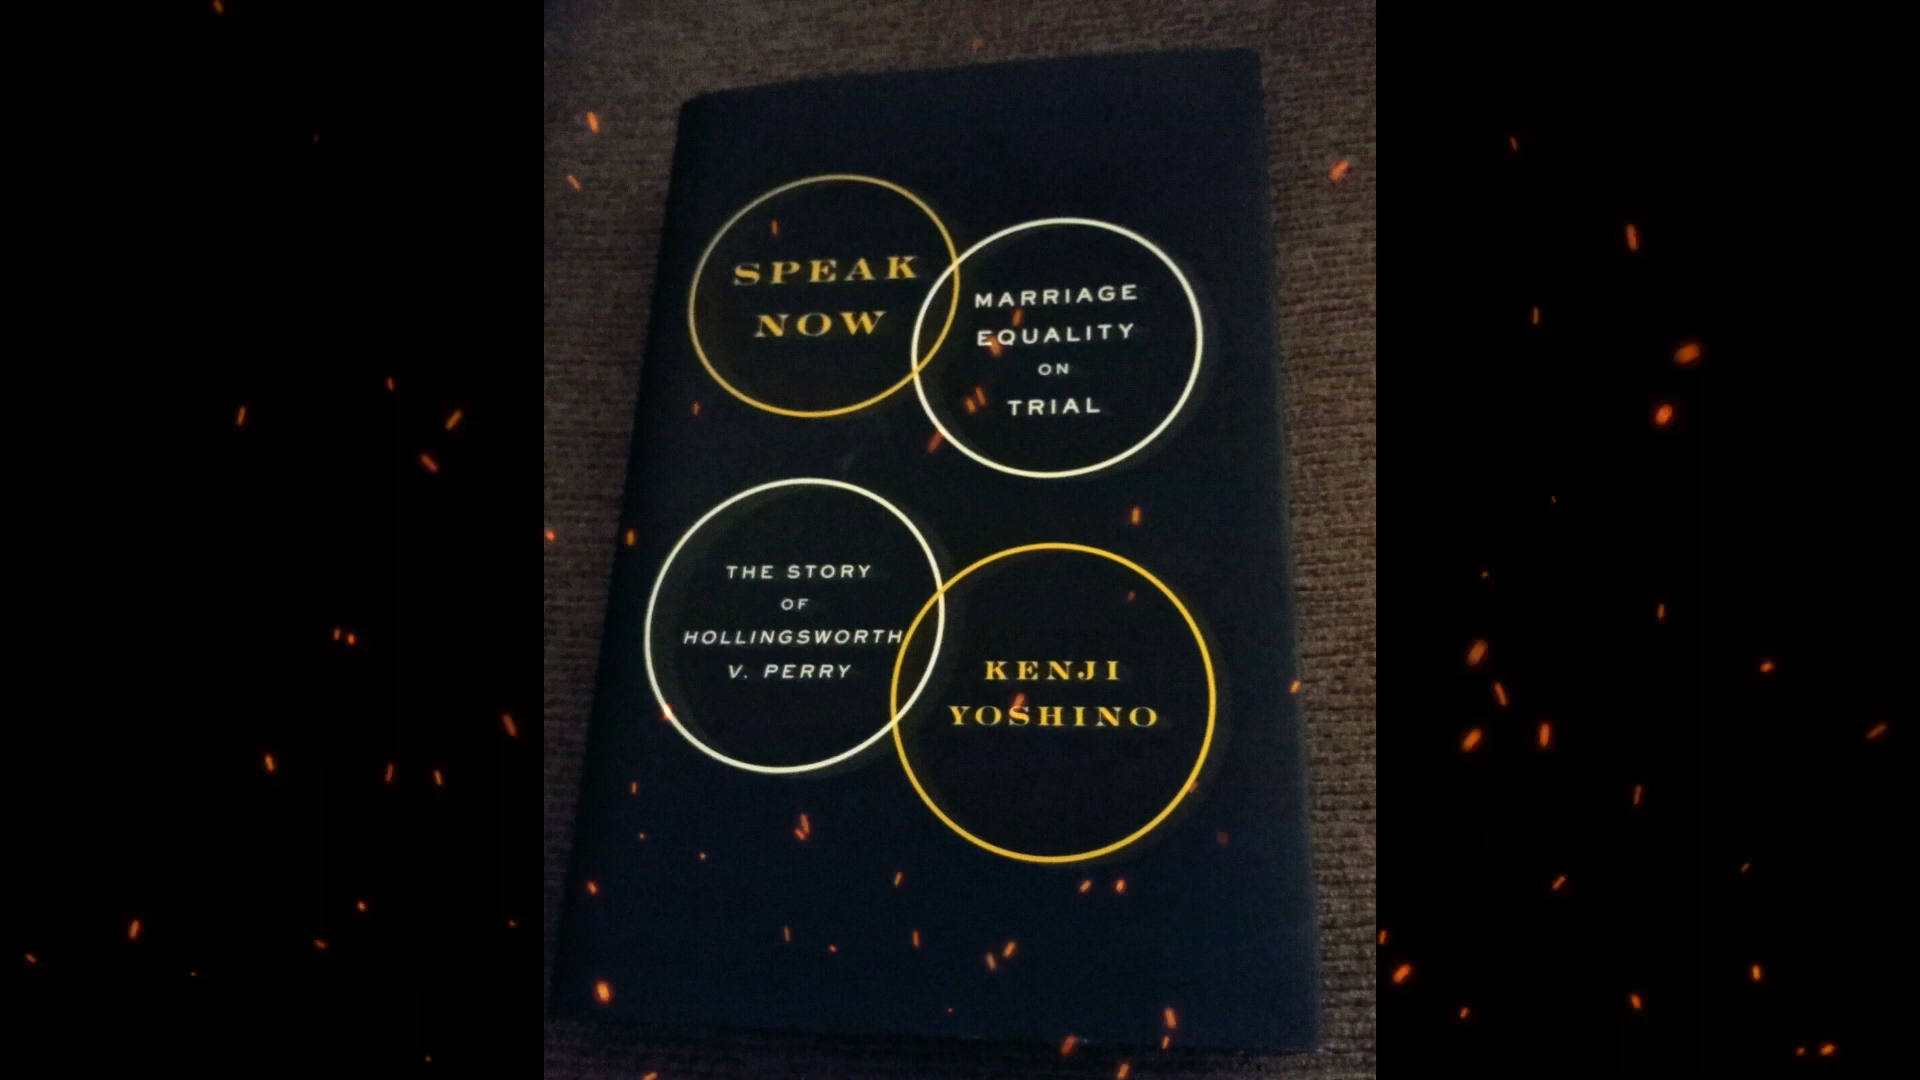 SPEAK
NOW
MARRIAGE
EQUALITY
ON
TRIAL
THE STORY
OF
HOLLINGSWORTH
V. PERRY
KENJI
YOSHINO